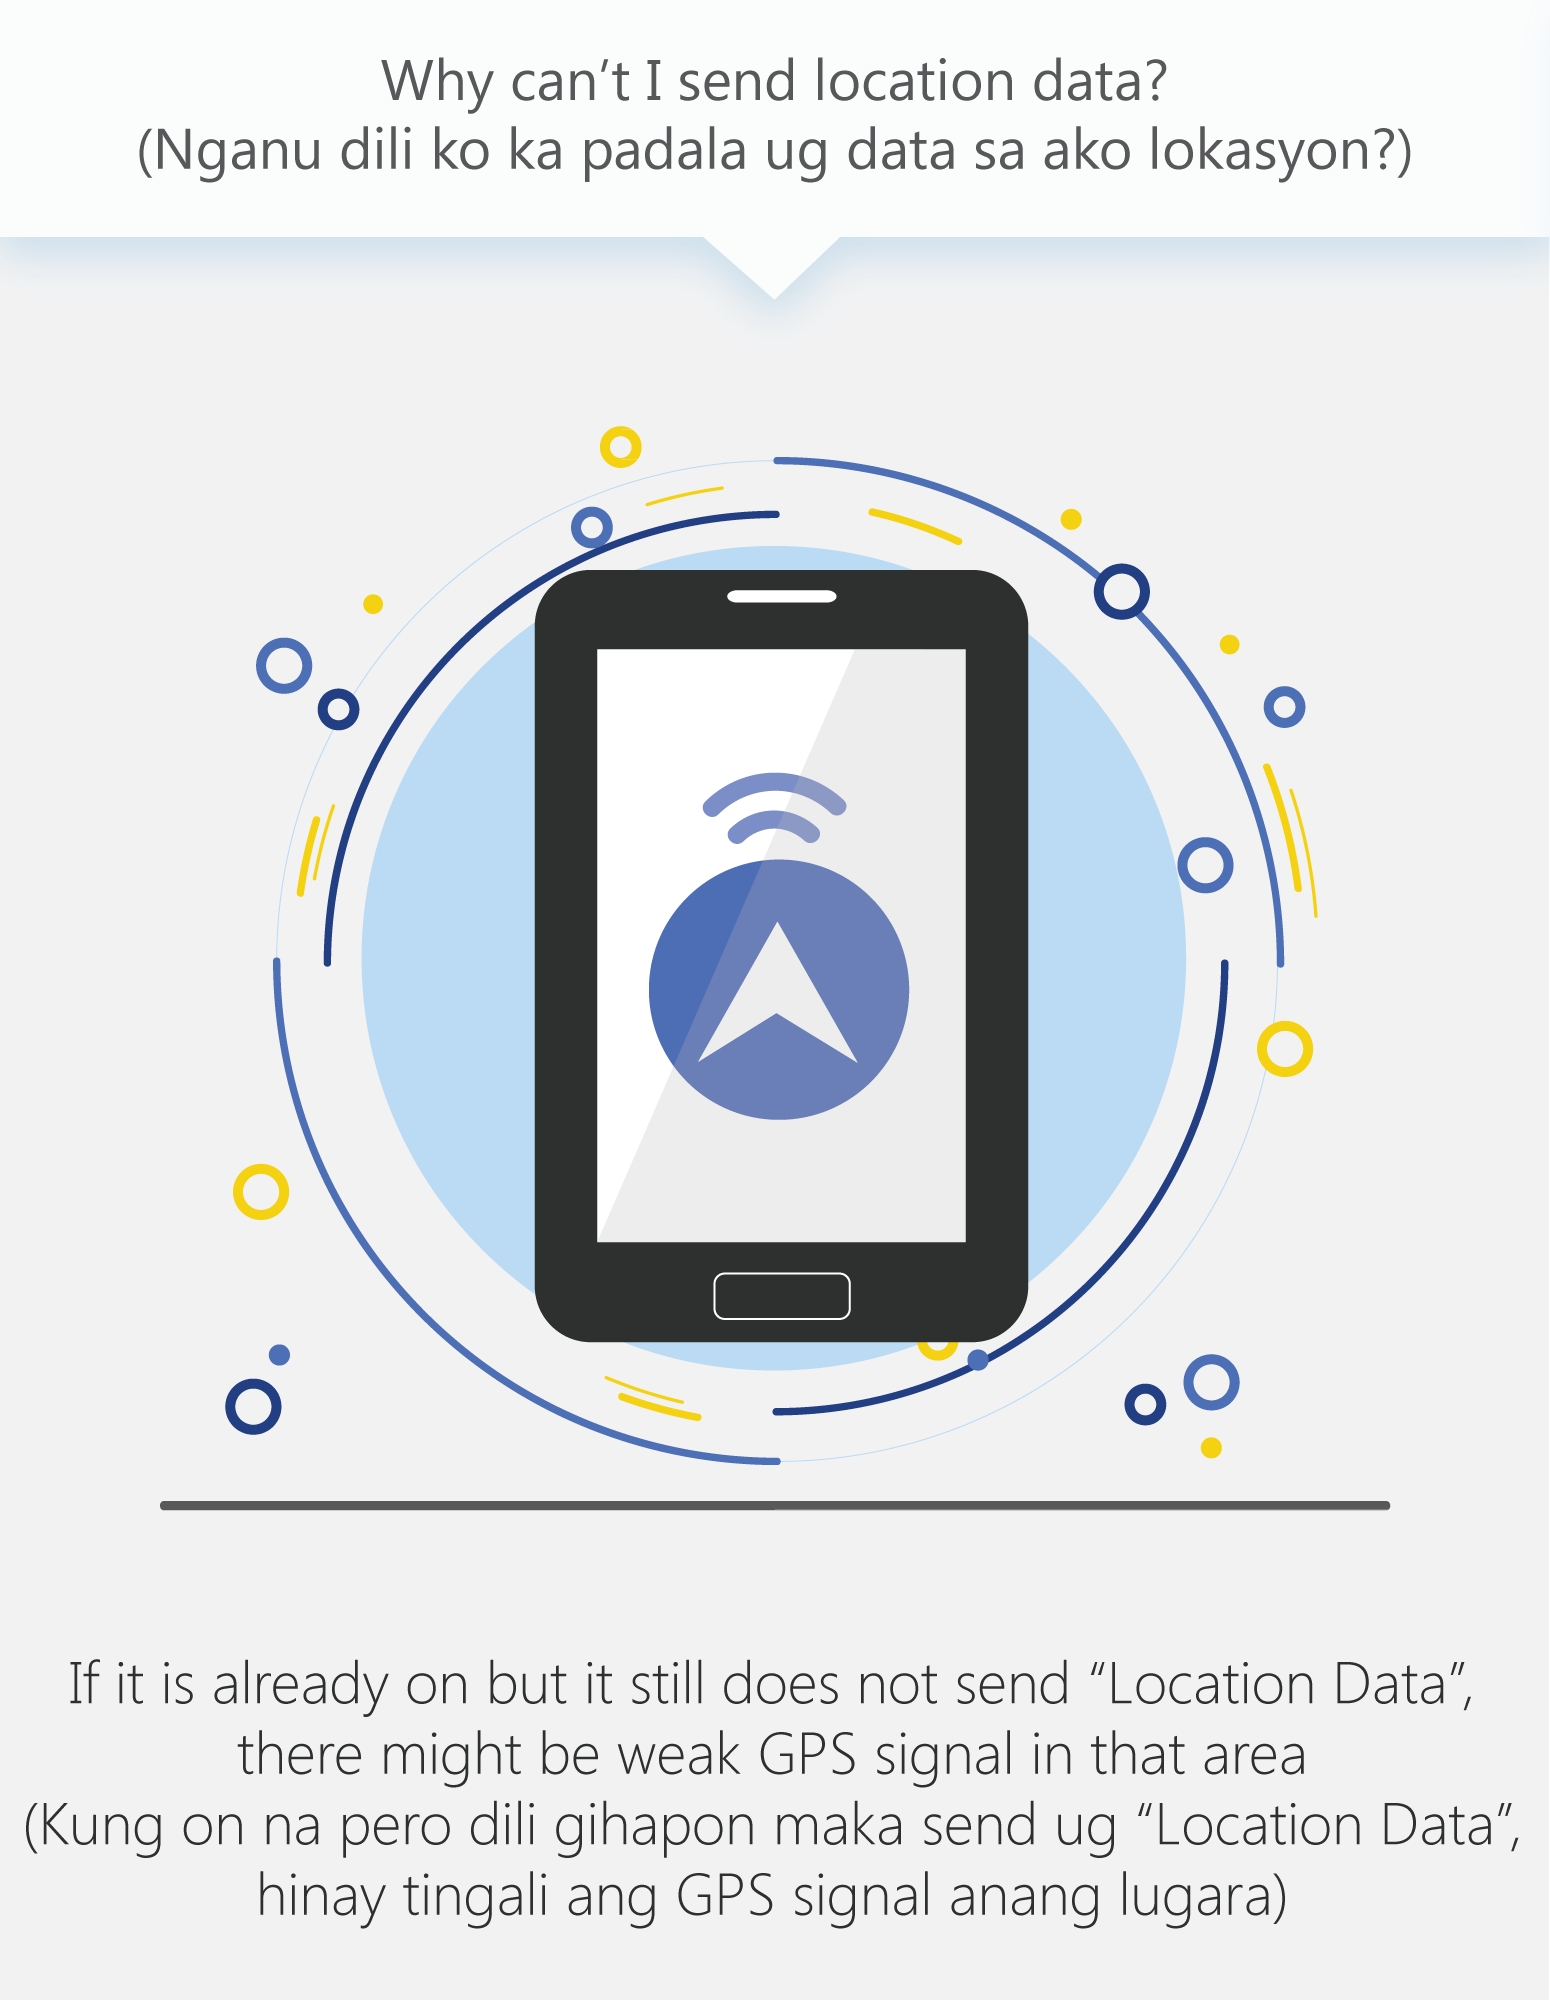 Why can’t I send location data?
(Nganu dili ko ka padala ug data sa ako lokasyon?)
If it is already on but it still does not send “Location Data”,
there might be weak GPS signal in that area
(Kung on na pero dili gihapon maka send ug “Location Data”,
hinay tingali ang GPS signal anang lugara)